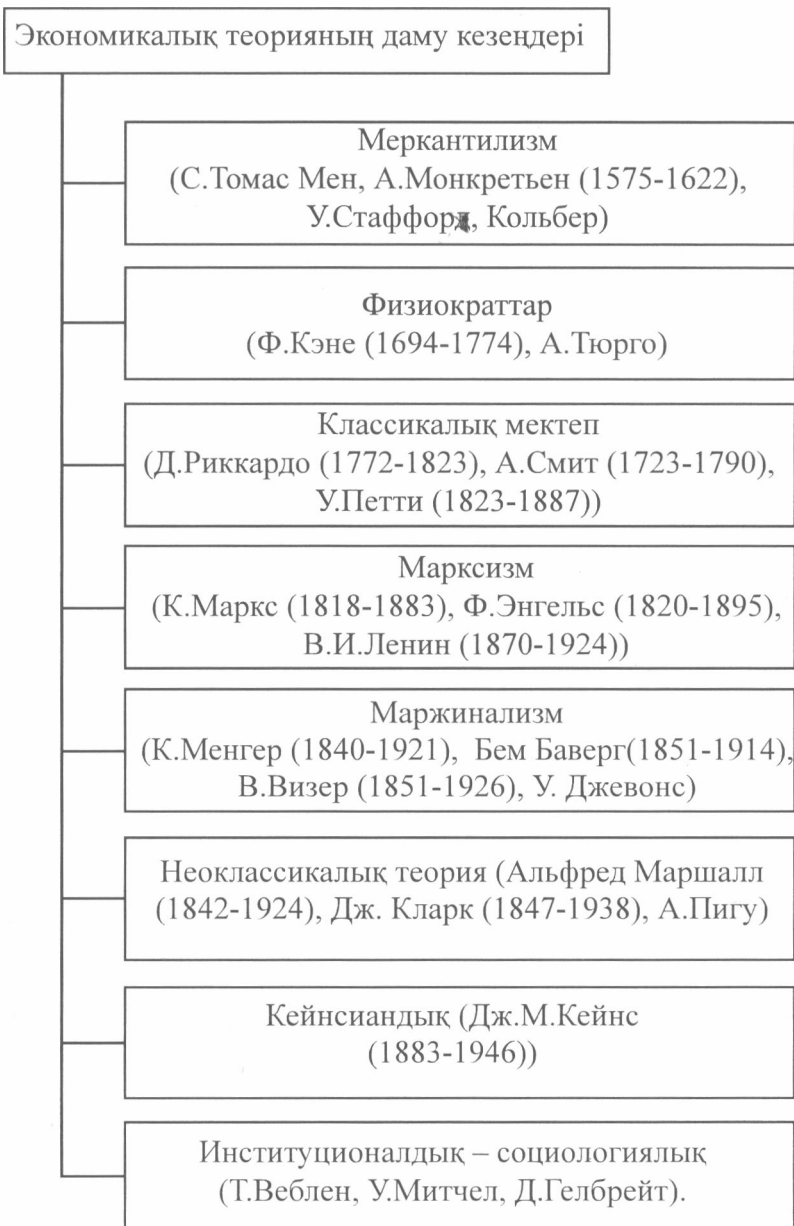 Экономикалық теорияның даму кезеңдері
Меркантилизм
(С.Томас Мен, А.Монкретьен (1575-1622),
У.Стаффорд, Кольбер)
Физиократтар
(Ф.Кэне (1694-1774), А.Тюрго)
Классикалық мектеп
(Д.Риккардо (1772-1823), А.Смит (1723-1790),
У.Петти (1823-1887))
Марксизм
(К.Маркс (1818-1883), Ф.Энгельс (1820-1895),
В.И.Ленин (1870-1924))
Маржинализм
(К.Менгер (1840-1921), Бем Баверг(1851-1914),
В.Визер (1851-1926), У. Джевонс)
Неоклассикалық теория (Альфред Маршалл
(1842-1924), Дж. Кларк (1847-1938), А.Пигу)
Кейнсиандық (Дж.М.Кейнс
(1883-1946))
Институционалдық – социологиялық
(Т.Веблен, У.Митчел, Д.Гелбрейт).